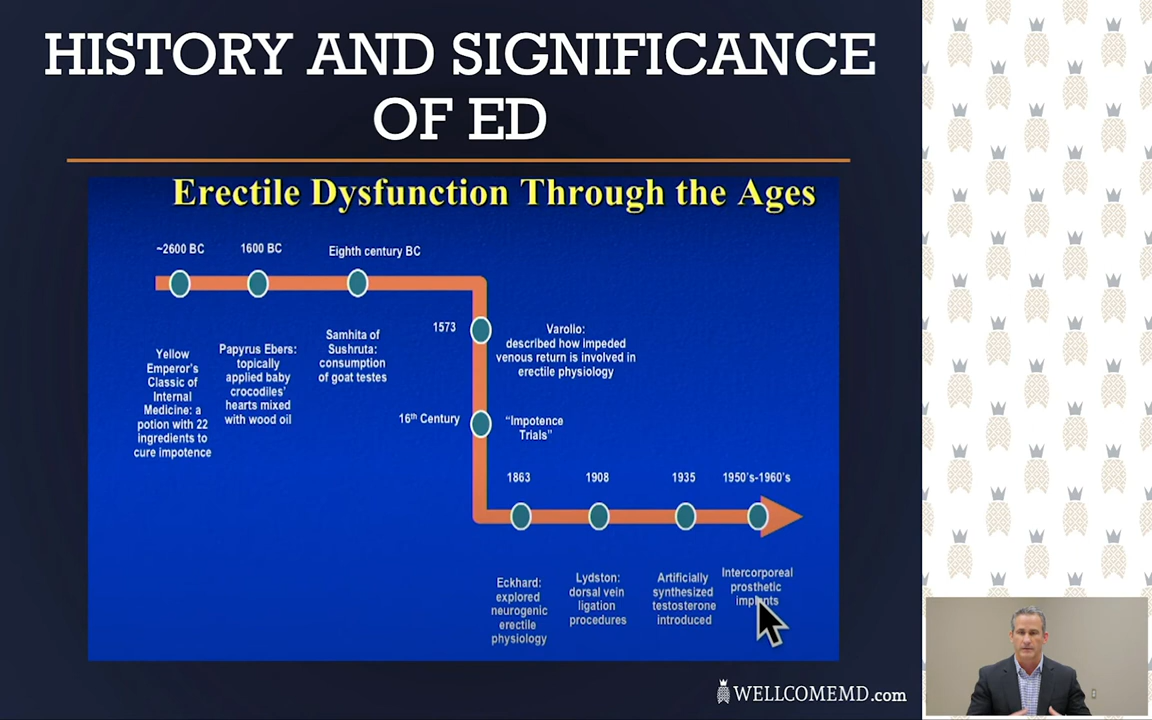 HISTORY AND SIGNIFICANCE
OF ED
Erectile Dysfunction Through the Ages
~2600 BC
1600 BC
Eighth century BC
Yellow
Emperor's
Classic of
Internal
Medicine: a
potion with 22
ingredients to
cure impotence
Papyrus Ebers:
topically
applied baby
crocodiles'
hearts mixed
with wood oil
Samhita of
Sushruta:
consumption
of goat testes
1573
Varolio:
described how impeded
venous return is involved in
erectile physiology
16th Century
"Impotence
Trials"
1863
1908
1935
1950's-1960's
Eckhard:
explored
neurogenic
erectile
physiology
Lydston:
dorsal vein
ligation
procedures
Artificially
synthesized
testosterone
introduced
Intercorporeal
prosthetic
implants
WELLCOMEMD.com